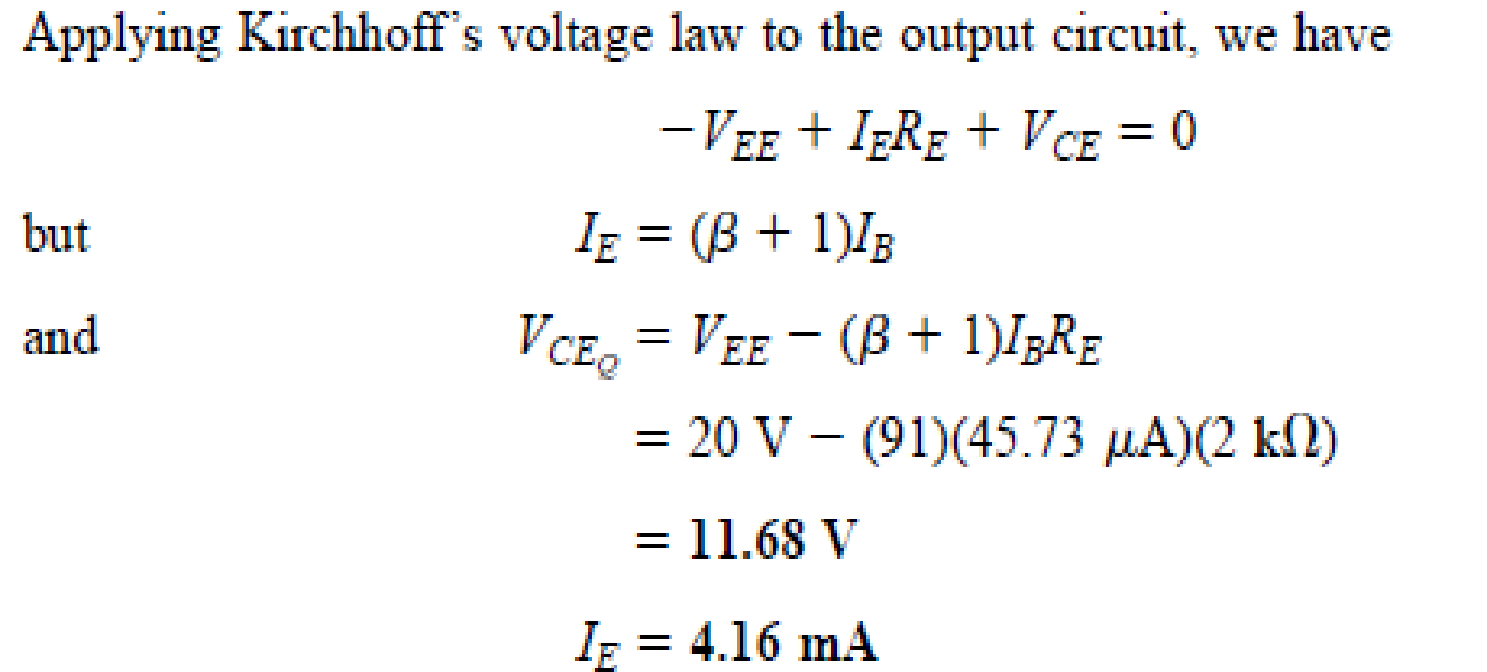 Applying Kirchhoff's voltage law to the output circuit, we have
−V_EE + I_E R_E + V_CE = 0
but I_E = (β + 1)I_B
and V_CE_Q = V_EE − (β + 1)I_B R_E
= 20 V − (91)(45.73 μA)(2 kΩ)
= 11.68 V
I_E = 4.16 mA